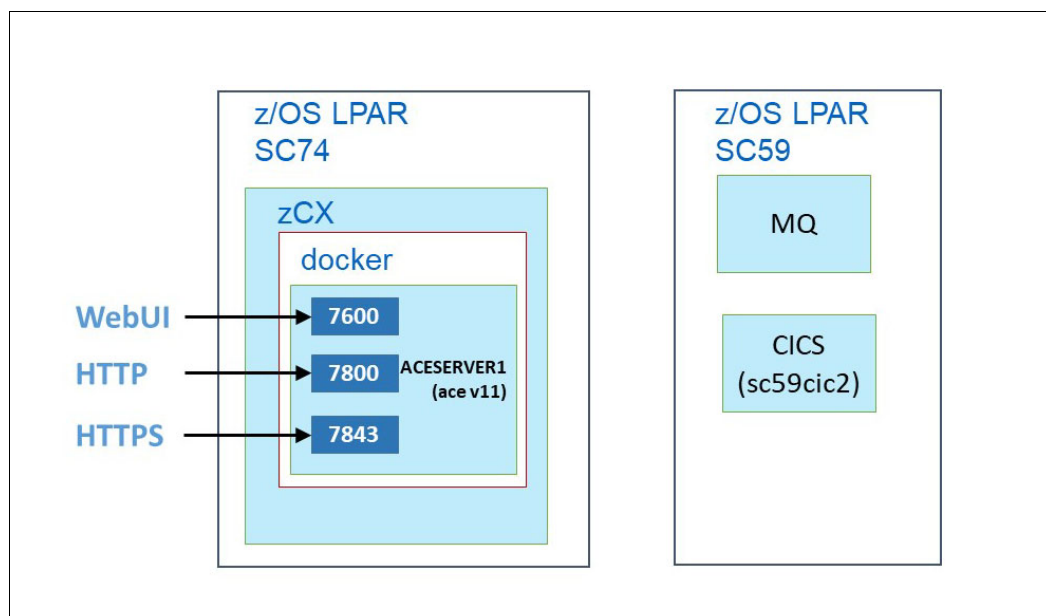 z/OS LPAR
SC74
zCX
docker
WebUI
7600
HTTP
7800
ACESERVER1
(ace v11)
HTTPS
7843
z/OS LPAR
SC59
MQ
CICS
(sc59cic2)